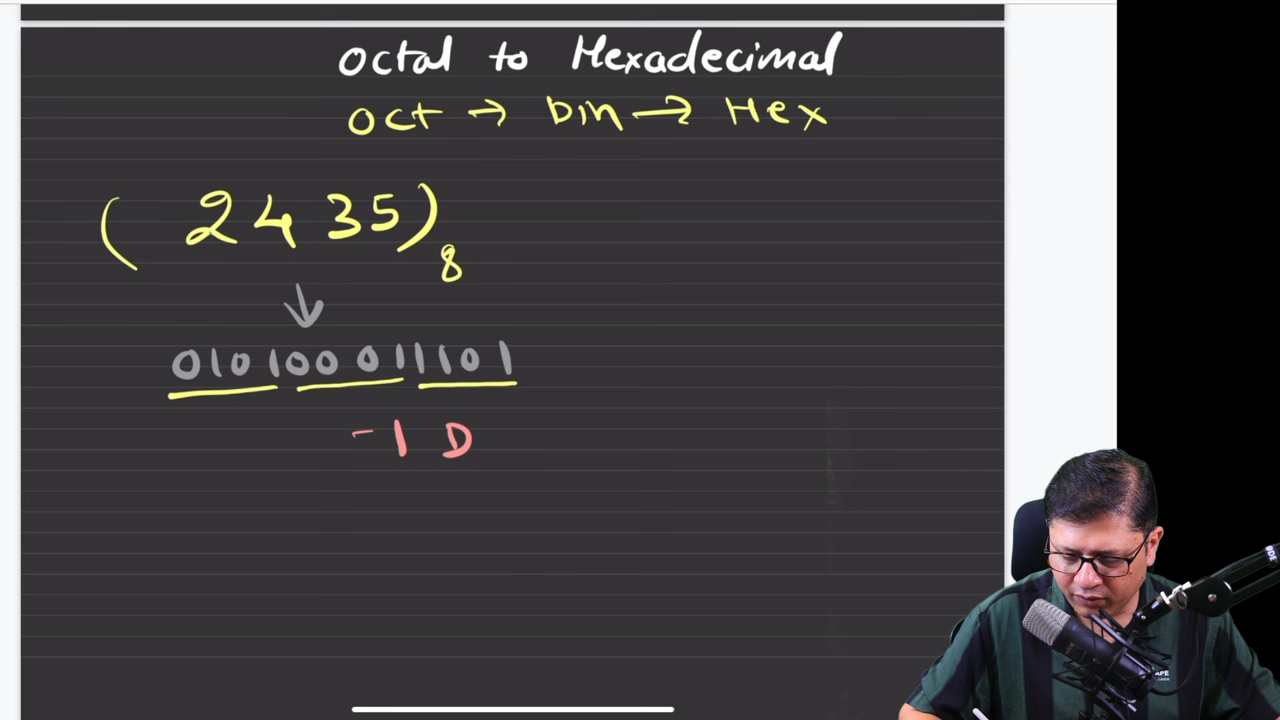 Octal to Hexadecimal
Oct → bin → Hex
( 2435)8
↓
010100011101
- 1 D